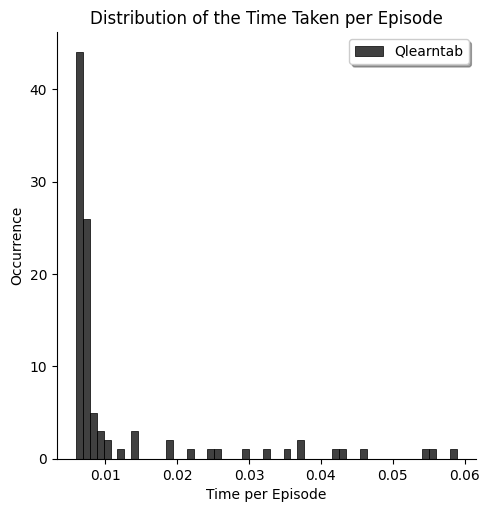 Distribution of the Time Taken per Episode
Qlearntab
Occurrence
40
30
20
10
0
0.01 0.02 0.03 0.04 0.05 0.06
Time per Episode